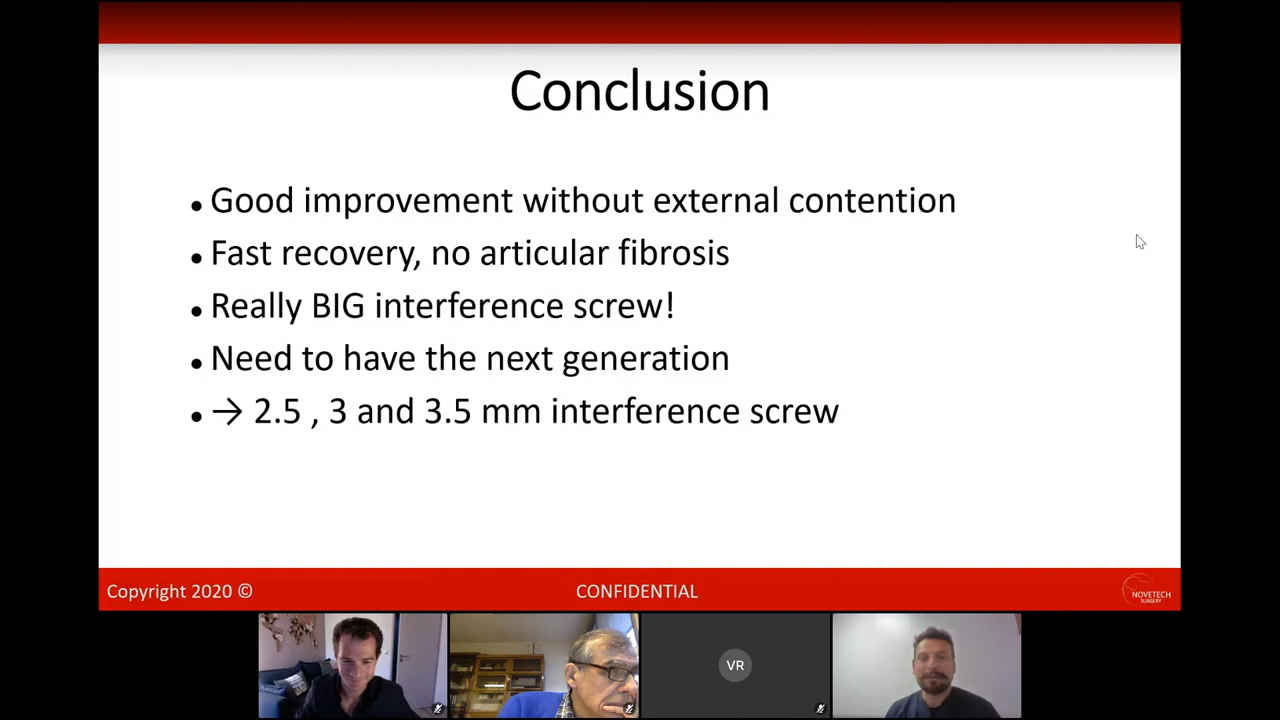 Conclusion
Good improvement without external contention
Fast recovery, no articular fibrosis
Really BIG interference screw!
Need to have the next generation
→ 2.5 , 3 and 3.5 mm interference screw
Copyright 2020 © CONFIDENTIAL
NOVETECH
SURGERY
VR